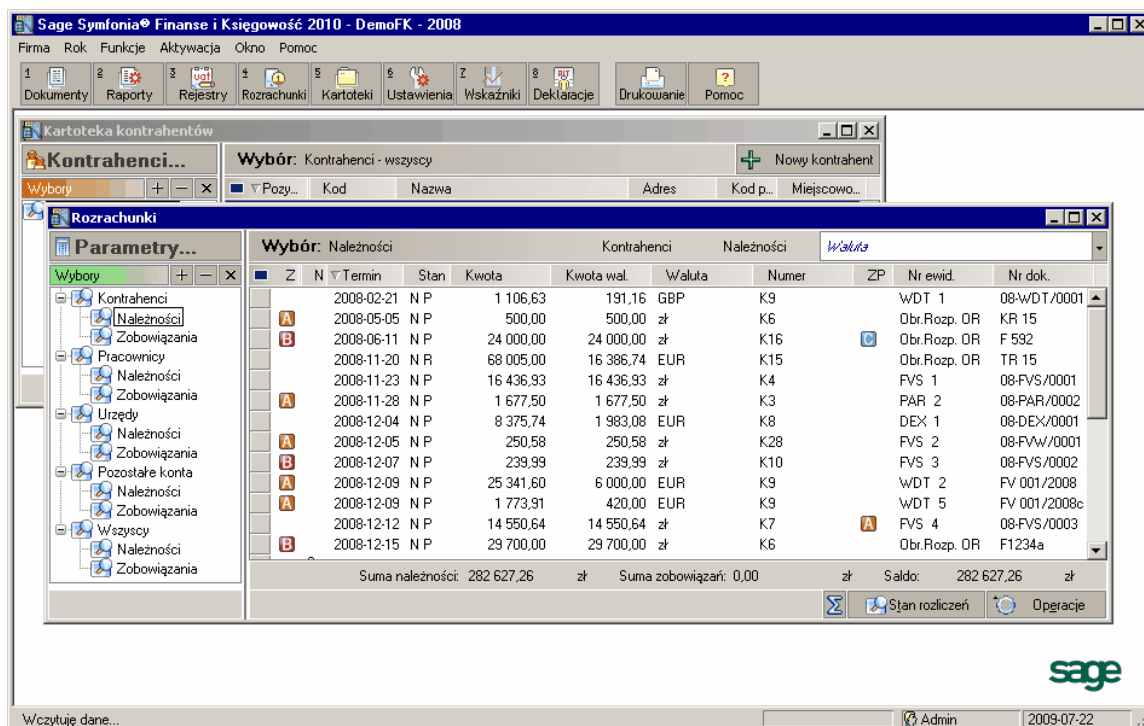 Sage Symfonia® Finanse i Księgowość 2010 - DemoFK - 2008
Firma Rok Funkcje Aktywacja Okno Pomoc
1 2 3 4 5 6 7 8
Dokumenty Raporty Rejestry Rozrachunki Kartoteki Ustawienia Wskaźniki Deklaracje Drukowanie Pomoc
Kartoteka kontrahentów
Kontrahenci... Wybór: Kontrahenci - wszyscy Nowy kontrahent
Wybory Pozy... Kod Nazwa Adres Kod p... Miejscowo...
Rozrachunki
Parametry... Wybór: Należności Kontrahenci Należności Waluta
Wybory Z N Termin Stan Kwota Kwota wal. Waluta Numer ZP Nr ewid. Nr dok.
Kontrahenci 2008-02-21 N P 1 106,63 191,16 GBP K9 WDT 1 08-WDT/0001
Należności A 2008-05-05 N P 500,00 500,00 zł K6 Obr.Rozp. OR KR 15
Zobowiązania B 2008-06-11 N P 24 000,00 24 000,00 zł K16 C Obr.Rozp. OR F 592
Pracownicy 2008-11-20 N R 68 005,00 16 386,74 EUR K15 Obr.Rozp. OR TR 15
Należności 2008-11-23 N P 16 436,93 16 436,93 zł K4 FVS 1 08-FVS/0001
Zobowiązania A 2008-11-28 N P 1 677,50 1 677,50 zł K3 PAR 2 08-PAR/0002
Urzędy 2008-12-04 N P 8 375,74 1 983,08 EUR K8 DEX 1 08-DEX/0001
Należności A 2008-12-05 N P 250,58 250,58 zł K28 FVS 2 08-FVW/0001
Zobowiązania B 2008-12-07 N P 239,99 239,99 zł K10 FVS 3 08-FVS/0002
Pozostałe konta A 2008-12-09 N P 25 341,60 6 000,00 EUR K9 WDT 2 FV 001/2008
Należności A 2008-12-09 N P 1 773,91 420,00 EUR K9 WDT 5 FV 001/2008c
Zobowiązania 2008-12-12 N P 14 550,64 14 550,64 zł K7 A FVS 4 08-FVS/0003
Wszyscy B 2008-12-15 N P 29 700,00 29 700,00 zł K6 Obr.Rozp. OR F1234a
Należności
Zobowiązania
Suma należności: 282 627,26 zł Suma zobowiązań: 0,00 zł Saldo: 282 627,26 zł
Σ Stan rozliczeń Operacje
sage
Wczytuję dane... Admin 2009-07-22